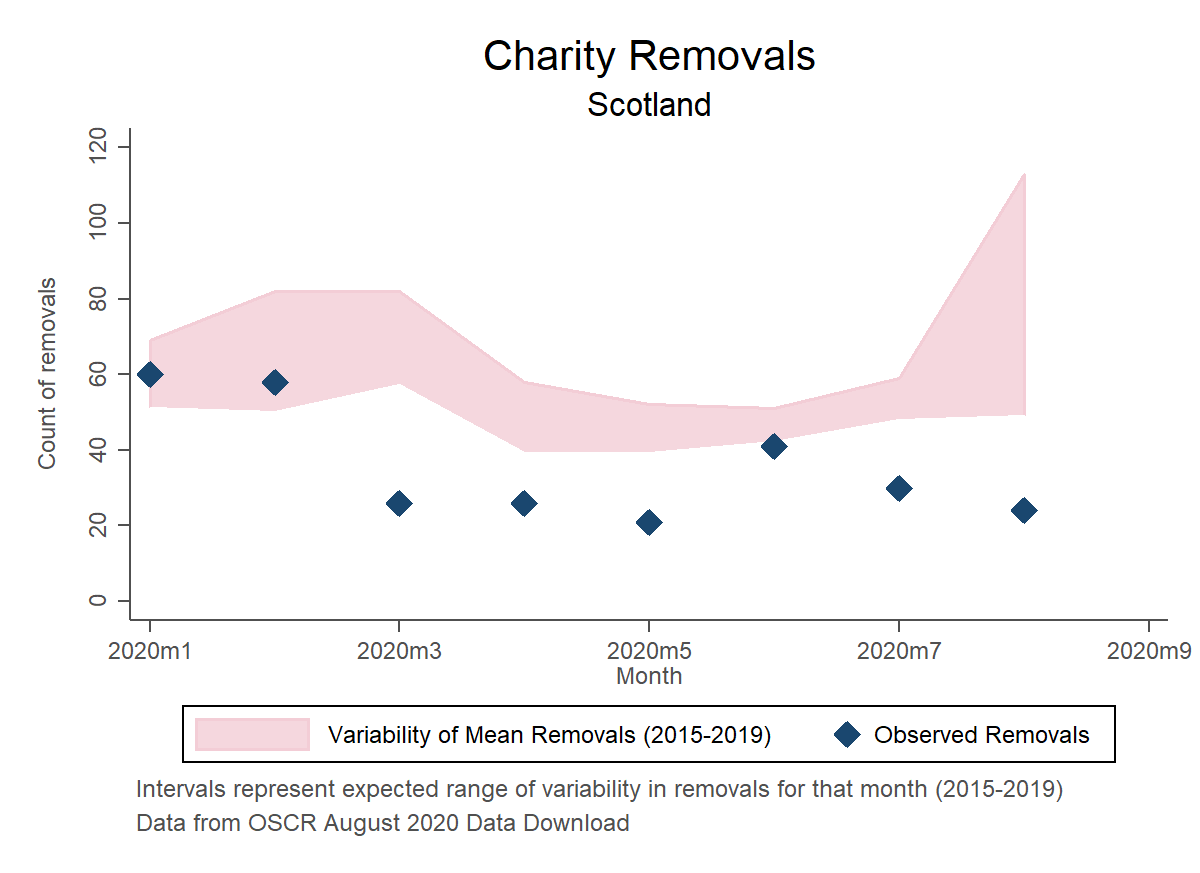 Charity Removals
Scotland
Count of removals
120
100
80
60
40
20
0
2020m1 2020m3 2020m5 2020m7 2020m9
Month
Variability of Mean Removals (2015-2019) Observed Removals
Intervals represent expected range of variability in removals for that month (2015-2019)
Data from OSCR August 2020 Data Download